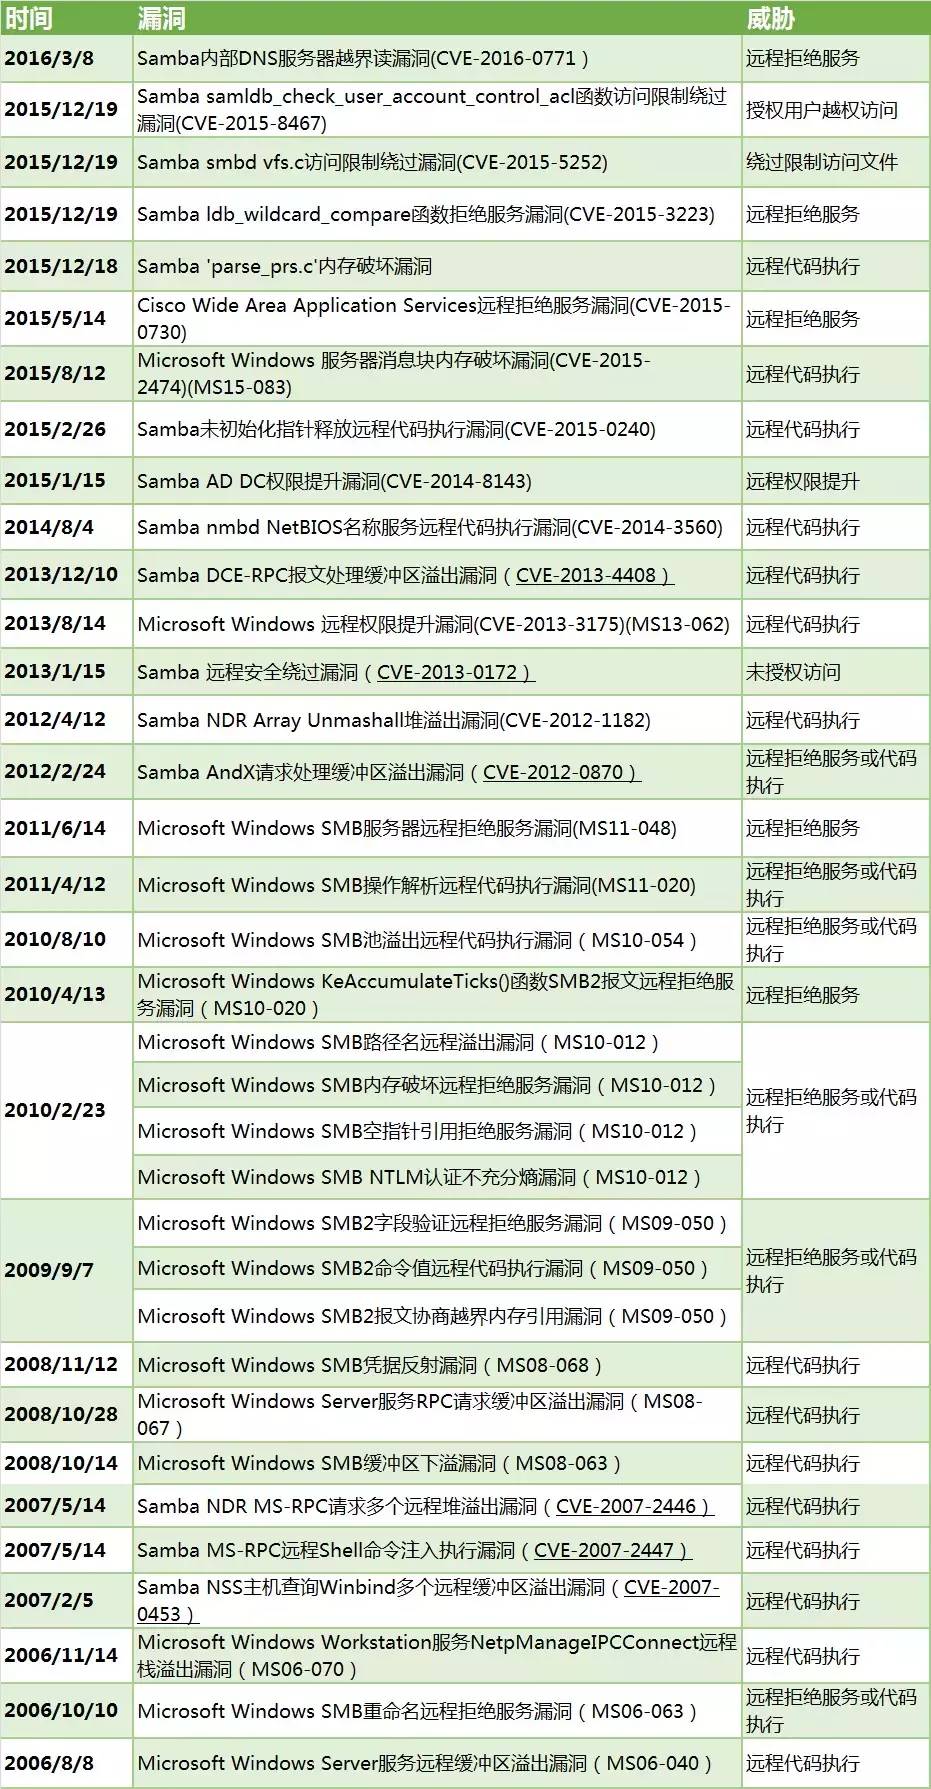 时间 漏洞 威胁
2016/3/8 Samba内部DNS服务器越界读漏洞(CVE-2016-0771） 远程拒绝服务
2015/12/19 Samba samldb_check_user_account_control_acl函数访问限制绕过
漏洞(CVE-2015-8467) 授权用户越权访问
2015/12/19 Samba smbd vfs.c访问限制绕过漏洞(CVE-2015-5252) 绕过限制访问文件
2015/12/19 Samba ldb_wildcard_compare函数拒绝服务漏洞(CVE-2015-3223) 远程拒绝服务
2015/12/18 Samba 'parse_prs.c'内存破坏漏洞 远程代码执行
2015/5/14 Cisco Wide Area Application Services远程拒绝服务漏洞(CVE-2015-
0730) 远程拒绝服务
2015/8/12 Microsoft Windows 服务器消息块内存破坏漏洞(CVE-2015-
2474)(MS15-083) 远程代码执行
2015/2/26 Samba未初始化指针释放远程代码执行漏洞(CVE-2015-0240) 远程代码执行
2015/1/15 Samba AD DC权限提升漏洞(CVE-2014-8143) 远程权限提升
2014/8/4 Samba nmbd NetBIOS名称服务远程代码执行漏洞(CVE-2014-3560) 远程代码执行
2013/12/10 Samba DCE-RPC报文处理缓冲区溢出漏洞（CVE-2013-4408） 远程代码执行
2013/8/14 Microsoft Windows 远程权限提升漏洞(CVE-2013-3175)(MS13-062) 远程代码执行
2013/1/15 Samba 远程安全绕过漏洞（CVE-2013-0172） 未授权访问
2012/4/12 Samba NDR Array Unmashall堆溢出漏洞(CVE-2012-1182) 远程代码执行
2012/2/24 Samba AndX请求处理缓冲区溢出漏洞（CVE-2012-0870） 远程拒绝服务或代码
执行
2011/6/14 Microsoft Windows SMB服务器远程拒绝服务漏洞(MS11-048) 远程拒绝服务
2011/4/12 Microsoft Windows SMB操作解析远程代码执行漏洞(MS11-020) 远程拒绝服务或代码
执行
2010/8/10 Microsoft Windows SMB池溢出远程代码执行漏洞（MS10-054） 远程拒绝服务或代码
执行
2010/4/13 Microsoft Windows KeAccumulateTicks()函数SMB2报文远程拒绝服
务漏洞（MS10-020） 远程拒绝服务
2010/2/23 Microsoft Windows SMB路径名远程溢出漏洞（MS10-012） 远程拒绝服务或代码
执行
Microsoft Windows SMB内存破坏远程拒绝服务漏洞（MS10-012）
Microsoft Windows SMB空指针引用拒绝服务漏洞（MS10-012）
Microsoft Windows SMB NTLM认证不充分熵漏洞（MS10-012）
2009/9/7 Microsoft Windows SMB2字段验证远程拒绝服务漏洞（MS09-050） 远程拒绝服务或代码
执行
Microsoft Windows SMB2命令值远程代码执行漏洞（MS09-050）
Microsoft Windows SMB2报文协商越界内存引用漏洞（MS09-050）
2008/11/12 Microsoft Windows SMB凭据反射漏洞（MS08-068） 远程代码执行
2008/10/28 Microsoft Windows Server服务RPC请求缓冲区溢出漏洞（MS08-
067） 远程代码执行
2008/10/14 Microsoft Windows SMB缓冲区下溢漏洞（MS08-063） 远程代码执行
2007/5/14 Samba NDR MS-RPC请求多个远程堆溢出漏洞（CVE-2007-2446） 远程代码执行
2007/5/14 Samba MS-RPC远程Shell命令注入执行漏洞（CVE-2007-2447） 远程代码执行
2007/2/5 Samba NSS主机查询Winbind多个远程缓冲区溢出漏洞（CVE-2007-
0453） 远程代码执行
2006/11/14 Microsoft Windows Workstation服务NetpManageIPCConnect远程
栈溢出漏洞（MS06-070） 远程代码执行
2006/10/10 Microsoft Windows SMB重命名远程拒绝服务漏洞（MS06-063） 远程拒绝服务或代码
执行
2006/8/8 Microsoft Windows Server服务远程缓冲区溢出漏洞（MS06-040） 远程代码执行